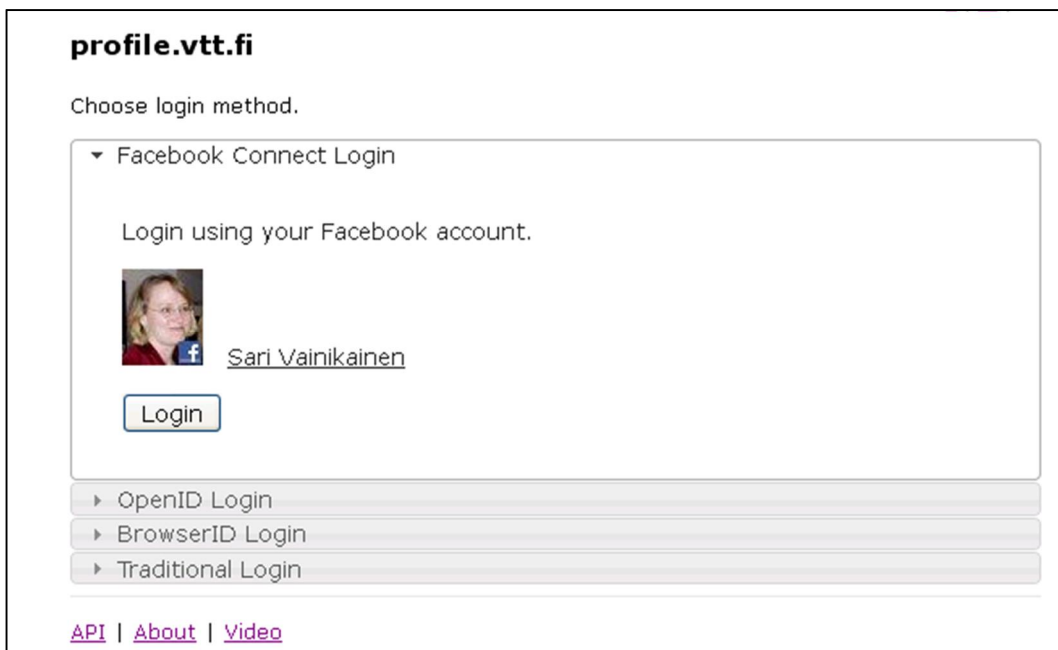 profile.vtt.fi
Choose login method.
Facebook Connect Login
Login using your Facebook account.
f
Sari Vainikainen
Login
OpenID Login
BrowserID Login
Traditional Login
API | About | Video